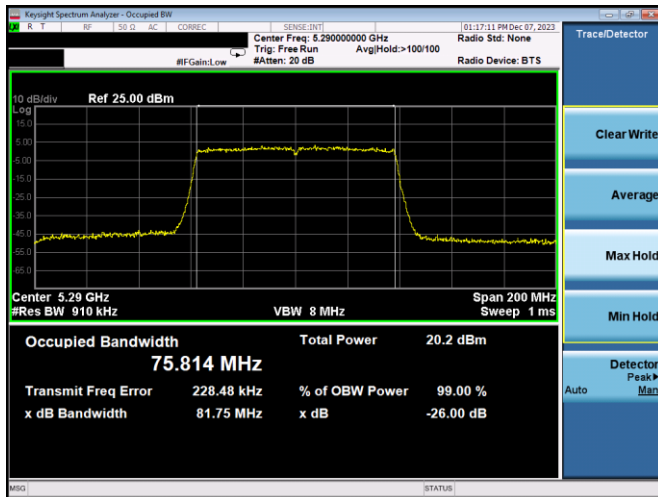 Keysight Spectrum Analyzer - Occupied BW
R T RF 50 Ω AC CORREC SENSE:INT 01:17:11 PM Dec 07, 2023
Center Freq: 5.290000000 GHz Radio Std: None
Trig: Free Run Avg|Hold:>100/100
#IFGain:Low #Atten: 20 dB Radio Device: BTS
Trace/Detector
10 dB/div Ref 25.00 dBm
Log
15.0
5.00
-5.00
-15.0
-25.0
-35.0
-45.0
-55.0
-65.0
Center 5.29 GHz Span 200 MHz
#Res BW 910 kHz VBW 8 MHz Sweep 1 ms
Occupied Bandwidth Total Power 20.2 dBm
75.814 MHz
Transmit Freq Error 228.48 kHz % of OBW Power 99.00 %
x dB Bandwidth 81.75 MHz x dB -26.00 dB
Clear Write
Average
Max Hold
Min Hold
Detector
Peak▶
Auto Man
MSG STATUS